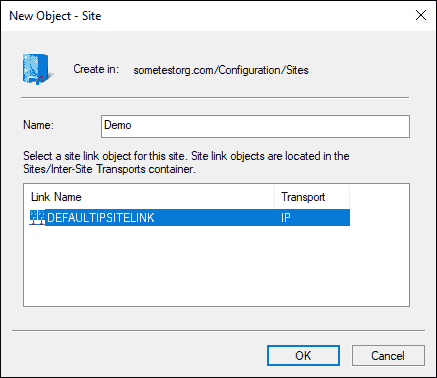 New Object - Site
Create in: sometestorg.com/Configuration/Sites
Name: Demo
Select a site link object for this site. Site link objects are located in the
Sites/Inter-Site Transports container.
Link Name Transport
DEFAULTIPSITELINK IP
OK Cancel